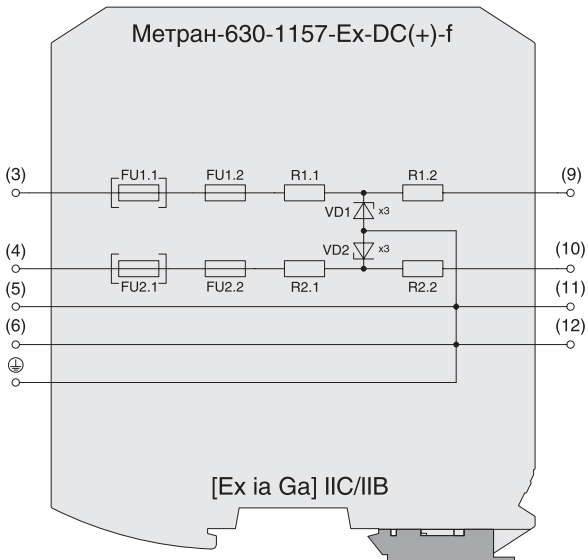 Метран-630-1157-Ex-DC(+)-f
(3) FU1.1 FU1.2 R1.1 R1.2 (9)
VD1 x3
(4) VD2 x3 (10)
(5) FU2.1 FU2.2 R2.1 R2.2 (11)
(6) (12)
[Ex ia Ga] IIC/IIB